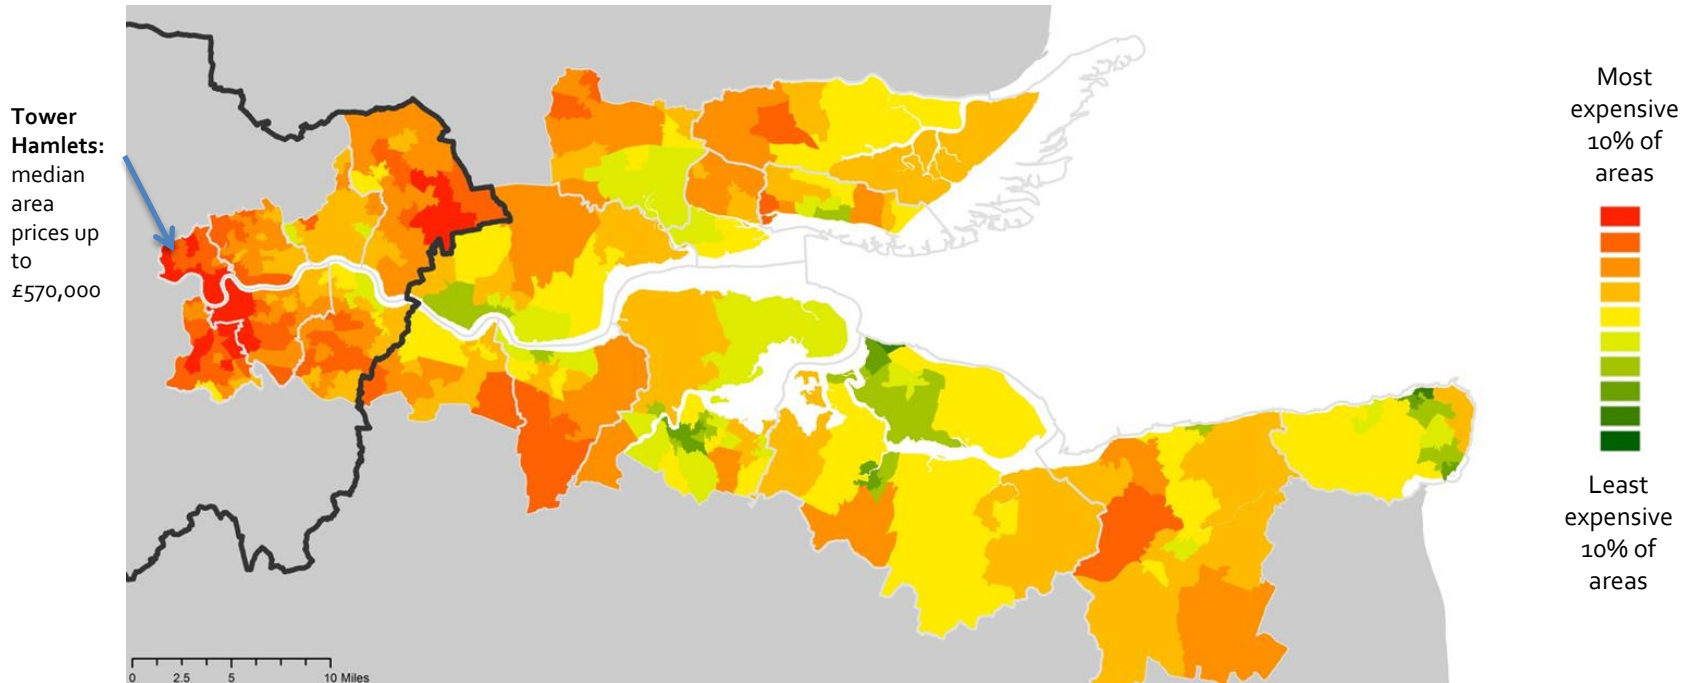 Tower
Hamlets:
median
area
prices up
to
£570,000
Most
expensive
10% of
areas
Least
expensive
10% of
areas
0 2.5 5 10 Miles